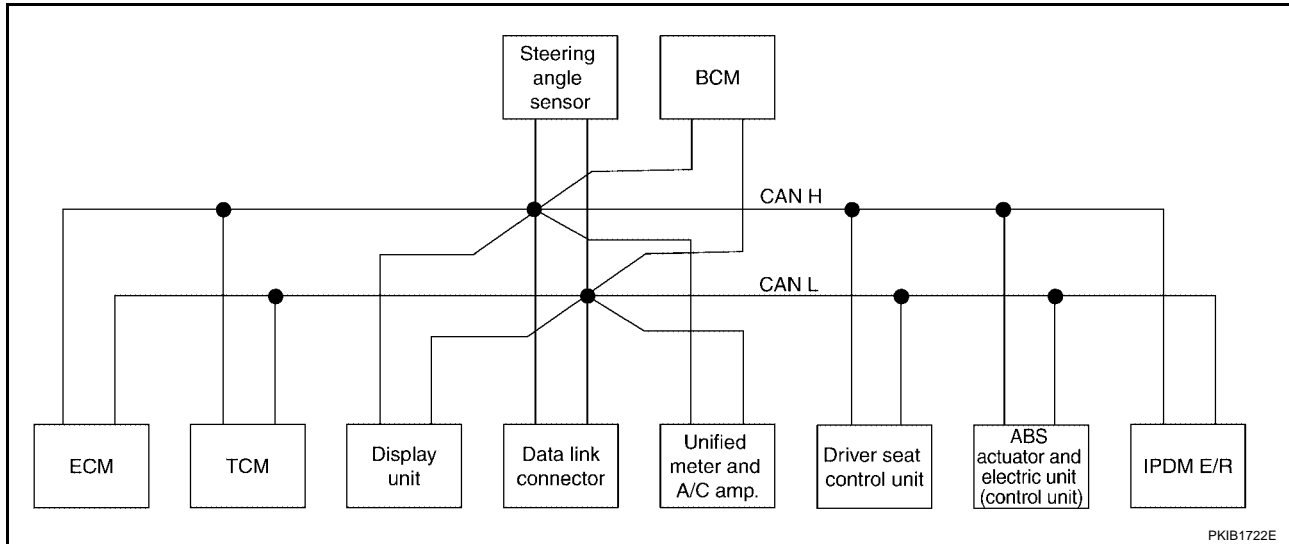 Steering
angle
sensor
BCM
CAN H
CAN L
ECM
TCM
Display
unit
Data link
connector
Unified
meter and
A/C amp.
Driver seat
control unit
ABS
actuator and
electric unit
(control unit)
IPDM E/R
PKIB1722E